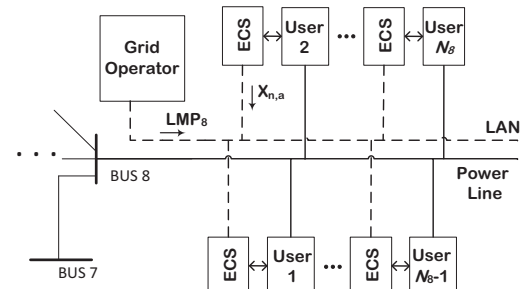 Grid
Operator
ECS
User
2
...
ECS
User
N8
Xn,a
LMP8
LAN
...
BUS 8
Power
Line
BUS 7
ECS
User
1
...
ECS
User
N8-1